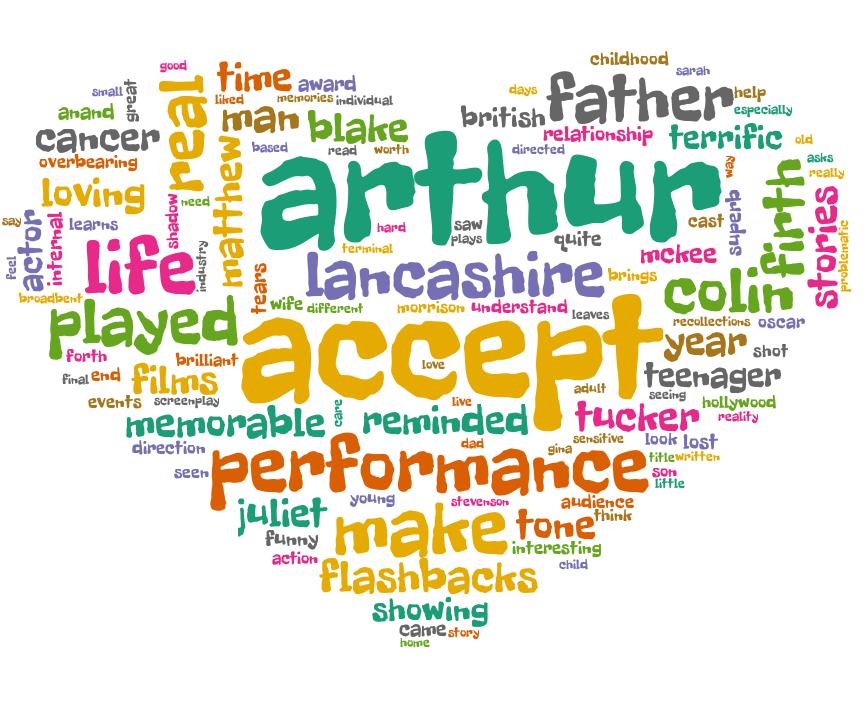 childhood
good
sarah
small
great
real
time
award
days
father
help
anand
liked
memories
individual
british
especially
cancer
man
blake
relationship
terrific
old
overbearing
based
read
worth
directed
way
asks
loving
need
matthew
arthur
firth
really
say
actor
internal
learns
shadow
hard
saw
plays
quite
cast
superb
stories
problematic
feel
life
industry
terminal
mckee
broadbent
tears
lancashire
brings
colin
played
wife
different
morrison
understand
leaves
recollections
oscar
forth
brilliant
accept
year
shot
final
end
films
love
teenager
events
screenplay
live
adult
seeing
hollywood
memorable
care
reminded
tucker
reality
direction
dad
sensitive
look
lost
seen
performance
gina
title
written
son
little
juliet
young
stevenson
audience
funny
make
tone
think
action
interesting
flashbacks
child
showing
came
story
home